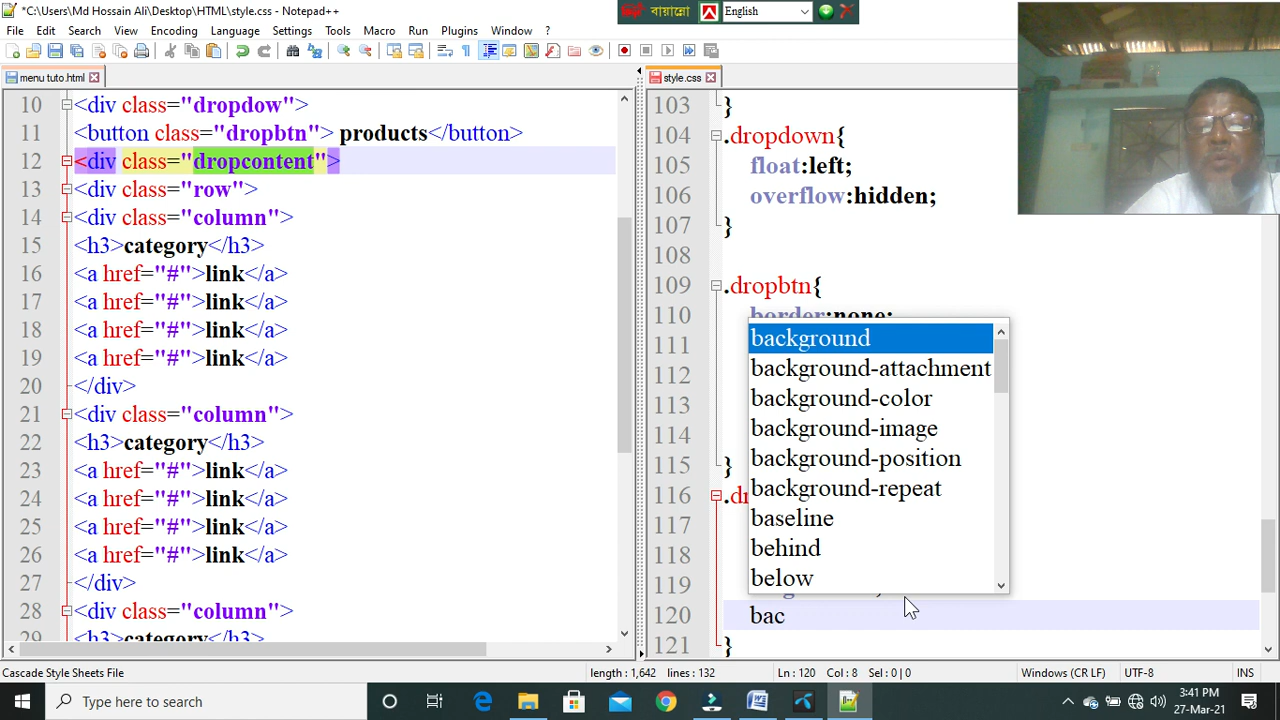 *C:\Users\Md Hossain Ali\Desktop\HTML\style.css - Notepad++
বায়ান্নো
English
File Edit Search View Encoding Language Settings Tools Macro Run Plugins Window ?
menu tuto.html
10 <div class="dropdow">
11 <button class="dropbtn"> products</button>
12 <div class="dropcontent">
13 <div class="row">
14 <div class="column">
15 <h3>category</h3>
16 <a href="#">link</a>
17 <a href="#">link</a>
18 <a href="#">link</a>
19 <a href="#">link</a>
20 </div>
21 <div class="column">
22 <h3>category</h3>
23 <a href="#">link</a>
24 <a href="#">link</a>
25 <a href="#">link</a>
26 <a href="#">link</a>
27 </div>
28 <div class="column">
29 <h3>category</h3>
style.css
103 }
104 .dropdown{
105 float:left;
106 overflow:hidden;
107 }
108
109 .dropbtn{
110 border:none;
111
112
113
114
115 }
116 .dr
117
118
119
120 bac
121 }
background
background-attachment
background-color
background-image
background-position
background-repeat
baseline
behind
below
Cascade Style Sheets File
length : 1,642 lines : 132
Ln : 120 Col : 8 Sel : 0 | 0
Windows (CR LF)
UTF-8
INS
Type here to search
3:41 PM
27-Mar-21